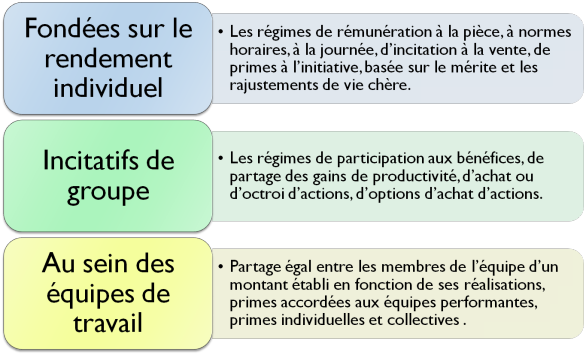 Fondées sur le
rendement
individuel
• Les régimes de rémunération à la pièce, à normes
horaires, à la journée, d'incitation à la vente, de
primes à l'initiative, basée sur le mérite et les
rajustements de vie chère.
Incitatifs de
groupe
• Les régimes de participation aux bénéfices, de
partage des gains de productivité, d'achat ou
d'octroi d'actions, d'options d'achat d'actions.
Au sein des
équipes de
travail
• Partage égal entre les membres de l'équipe d'un
montant établi en fonction de ses réalisations,
primes accordées aux équipes performantes,
primes individuelles et collectives .